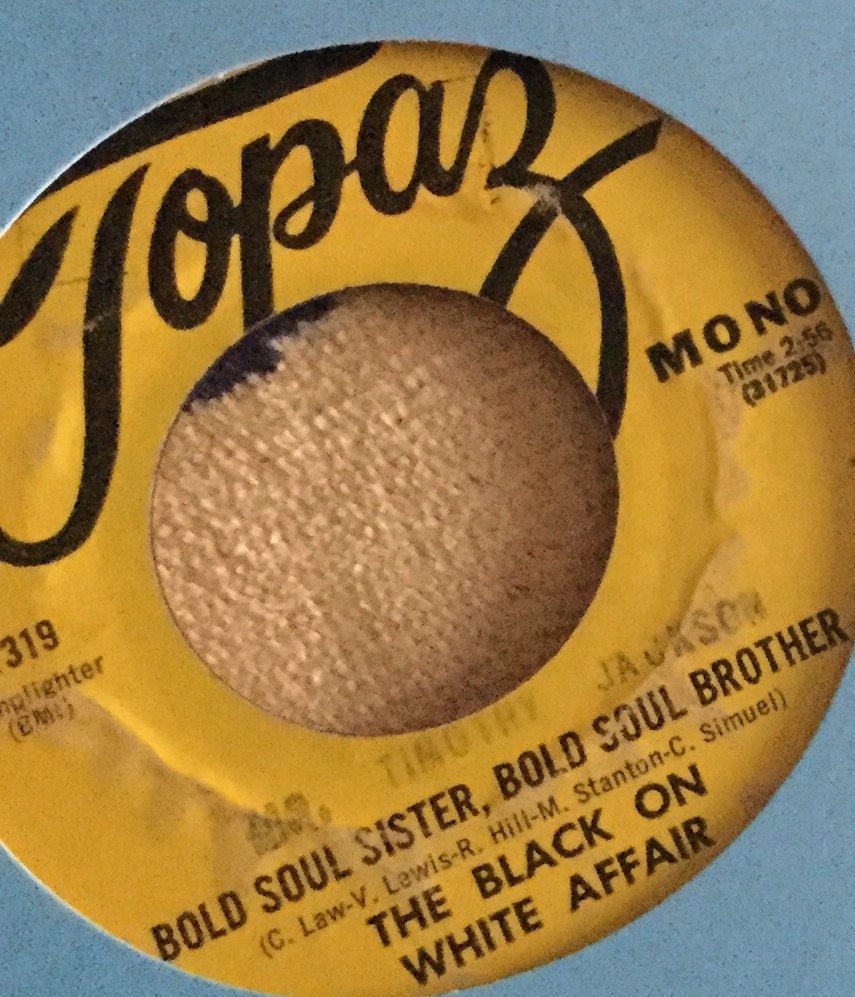 Topaz
MONO
Time 2:56
(31725)
319
(BMI)
MR. TIMOTHY JACKSON
BOLD SOUL SISTER, BOLD SOUL BROTHER
(C. Law-V. Lewis-R. Hill-M. Stanton-C. Simuel)
THE BLACK ON
WHITE AFFAIR